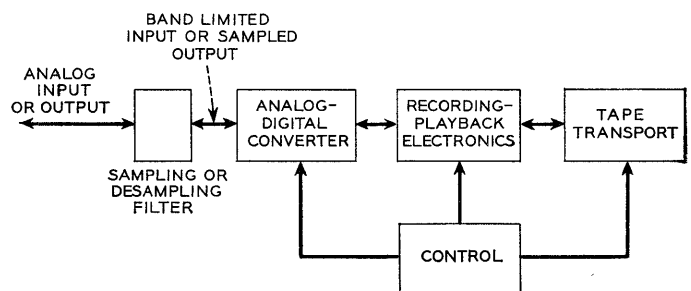 BAND LIMITED
INPUT OR SAMPLED
OUTPUT
ANALOG
INPUT
OR OUTPUT
SAMPLING OR
DESAMPLING
FILTER
ANALOG-
DIGITAL
CONVERTER
RECORDING-
PLAYBACK
ELECTRONICS
TAPE
TRANSPORT
CONTROL